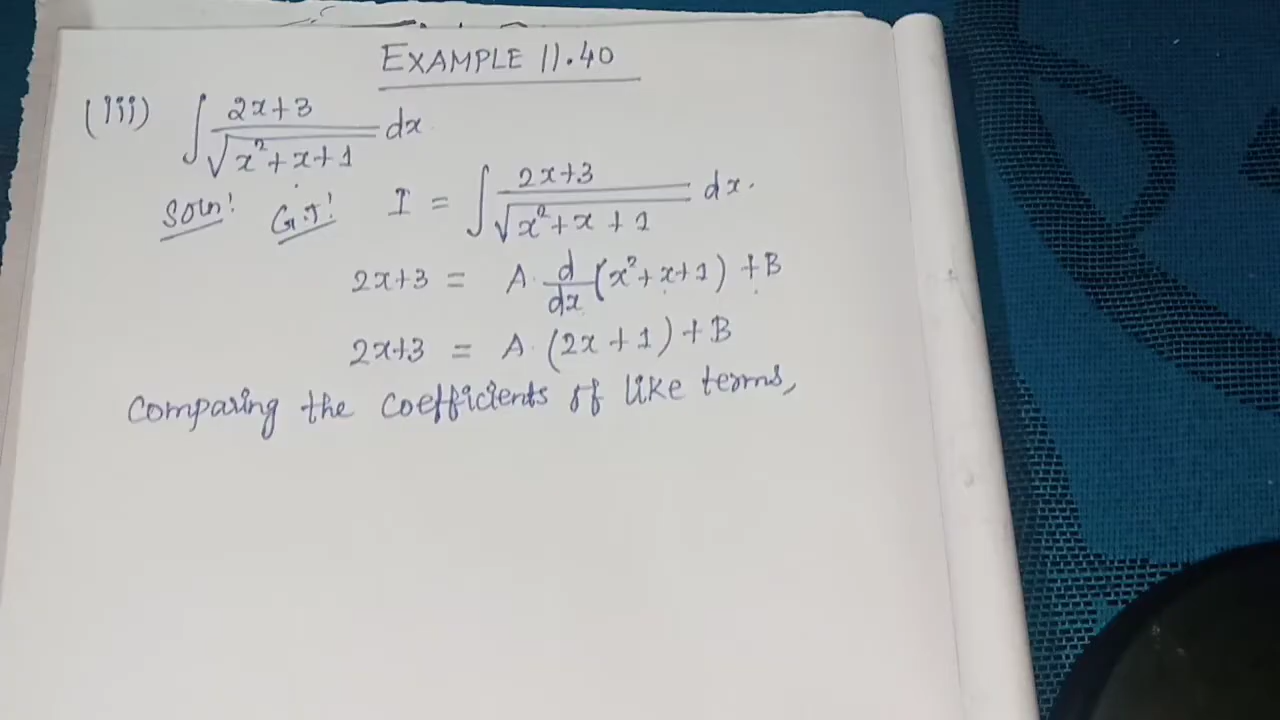 EXAMPLE 11.40
(iii) ∫ 2x+3 / √(x²+x+1) dx
Soln: G.T: I = ∫ 2x+3 / √(x²+x+1) dx.
2x+3 = A. d/dx (x²+x+1) + B
2x+3 = A. (2x+1) + B
Comparing the coefficients of like terms,